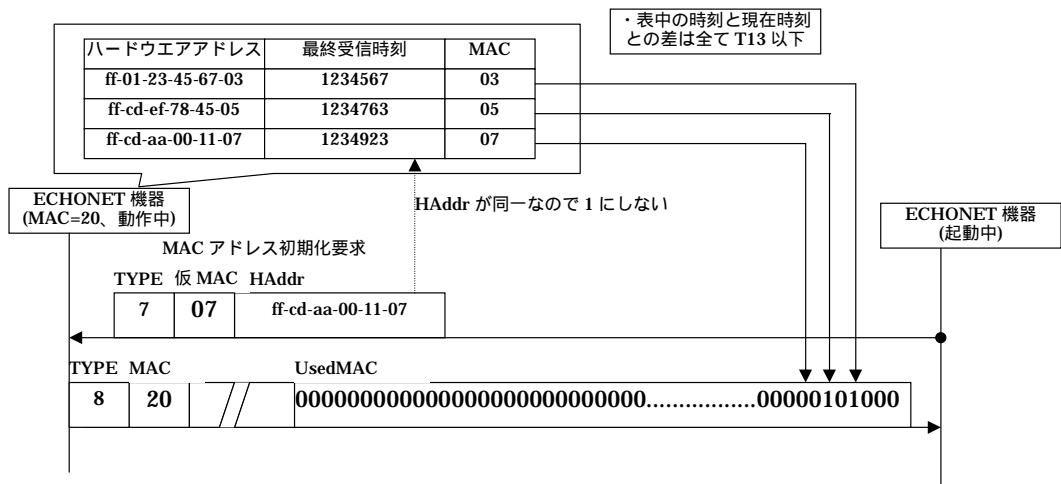 ・表中の時刻と現在時刻
との差は全て T13 以下
ハードウエアアドレス 最終受信時刻 MAC
ff-01-23-45-67-03 1234567 03
ff-cd-ef-78-45-05 1234763 05
ff-cd-aa-00-11-07 1234923 07
ECHONET 機器
(MAC=20、動作中)
HAddr が同一なので 1 にしない
ECHONET 機器
(起動中)
MAC アドレス初期化要求
TYPE 仮 MAC HAddr
7 07 ff-cd-aa-00-11-07
TYPE MAC UsedMAC
8 20 000000000000000000000000000.................00000101000